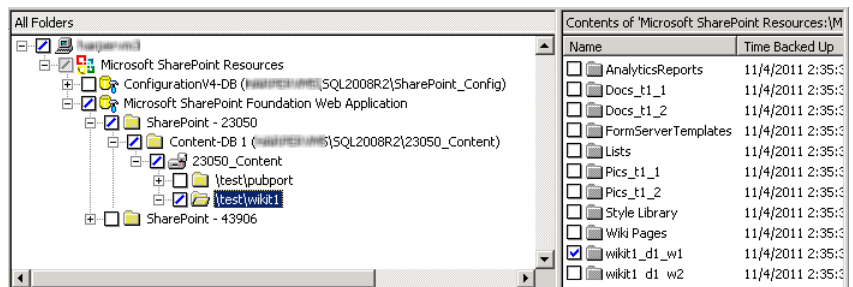 All Folders
Microsoft SharePoint Resources
ConfigurationV4-DB ( \SQL2008R2\SharePoint_Config)
Microsoft SharePoint Foundation Web Application
SharePoint - 23050
Content-DB 1 ( \SQL2008R2\23050_Content)
23050_Content
\test\pubport
\test\wikit1
SharePoint - 43906
Contents of 'Microsoft SharePoint Resources:\M
Name Time Backed Up
AnalyticsReports 11/4/2011 2:35:3
Docs_t1_1 11/4/2011 2:35:3
Docs_t1_2 11/4/2011 2:35:3
FormServerTemplates 11/4/2011 2:35:3
Lists 11/4/2011 2:35:3
Pics_t1_1 11/4/2011 2:35:3
Pics_t1_2 11/4/2011 2:35:3
Style Library 11/4/2011 2:35:3
Wiki Pages 11/4/2011 2:35:3
wikit1_d1_w1 11/4/2011 2:35:3
wikit1_d1_w2 11/4/2011 2:35:3